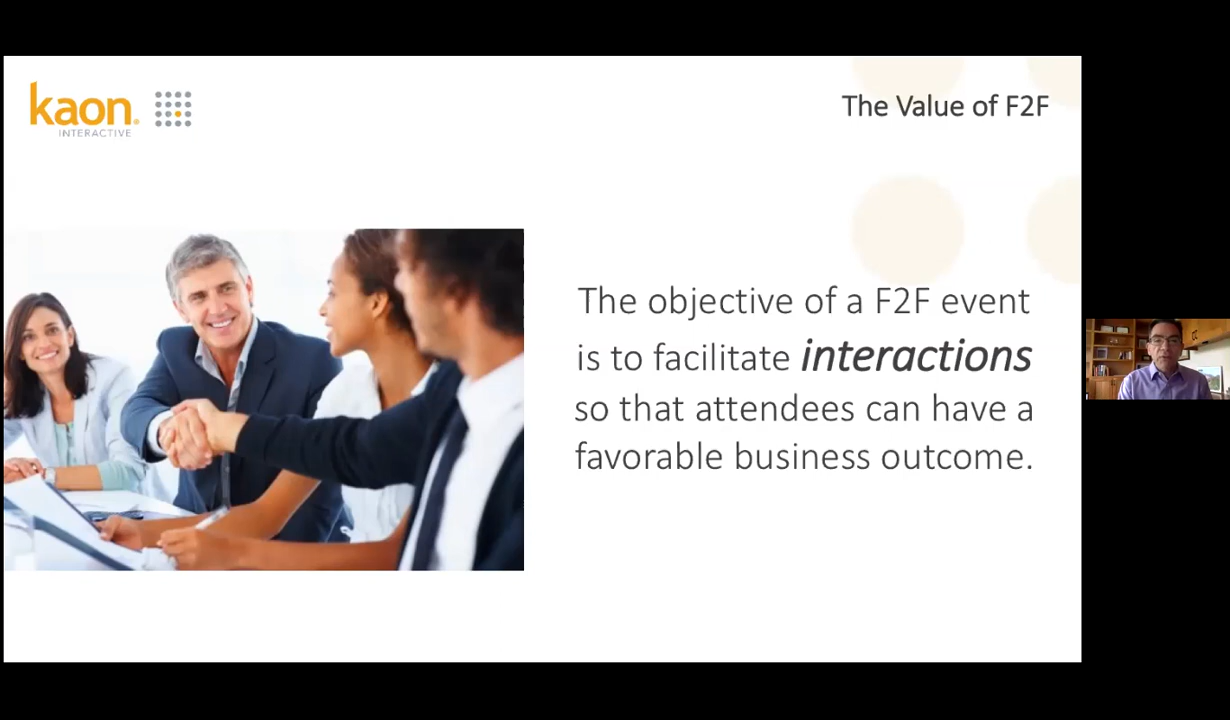 kaon
INTERACTIVE
The Value of F2F
The objective of a F2F event
is to facilitate interactions
so that attendees can have a
favorable business outcome.